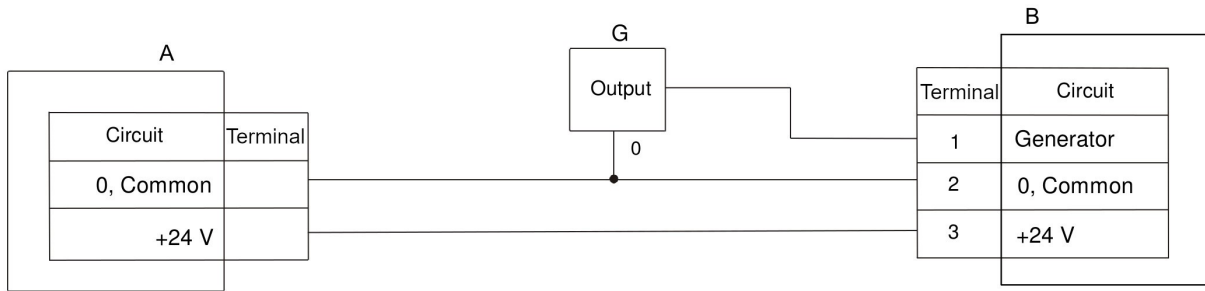 A
Circuit Terminal
0, Common
+24 V
G
Output
0
B
Terminal Circuit
1 Generator
2 0, Common
3 +24 V